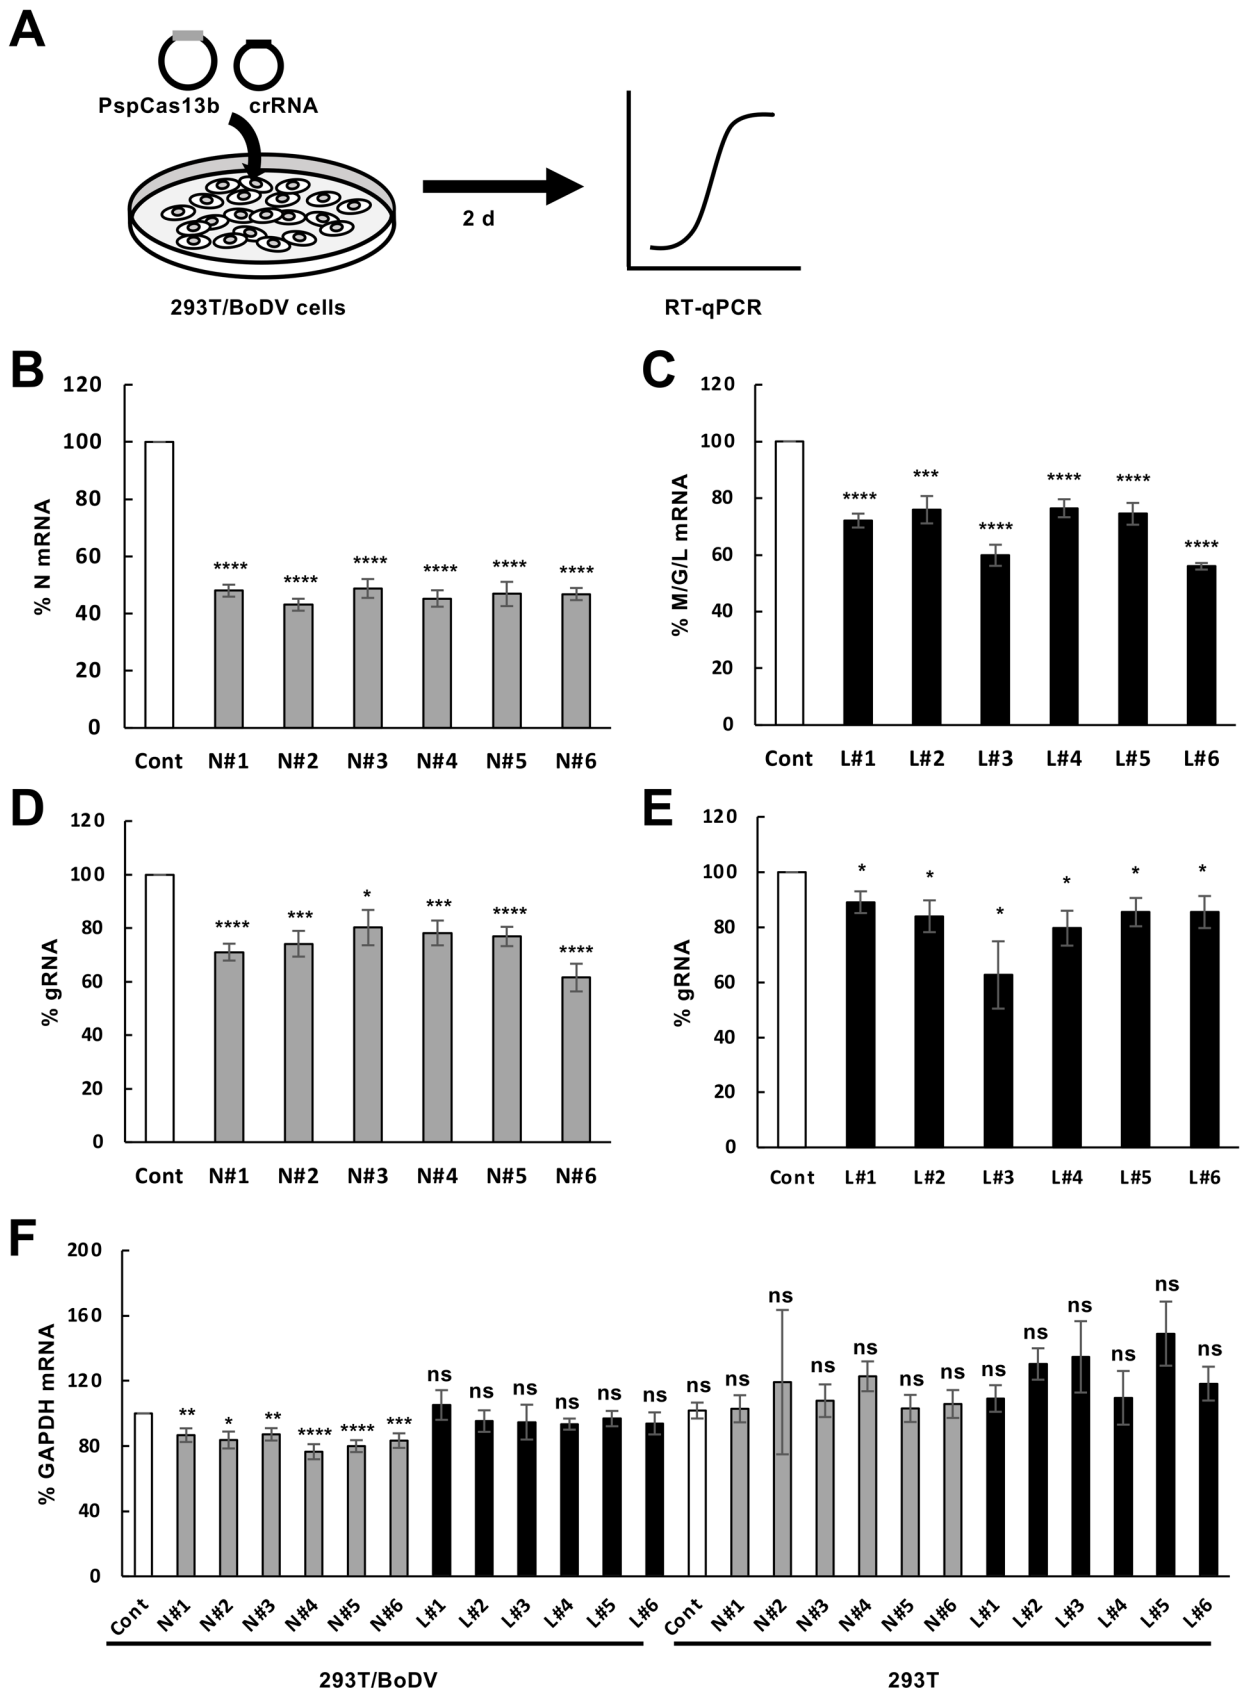 A
PspCas13b crRNA
2 d
293T/BoDV cells
RT-qPCR
B
% N mRNA
120
100
80
60
40
20
0
**** **** **** **** **** ****
Cont N#1 N#2 N#3 N#4 N#5 N#6
C
% M/G/L mRNA
120
100
80
60
40
20
0
**** *** **** **** **** ****
Cont L#1 L#2 L#3 L#4 L#5 L#6
D
% gRNA
120
100
80
60
40
20
0
**** *** * *** **** ****
Cont N#1 N#2 N#3 N#4 N#5 N#6
E
% gRNA
120
100
80
60
40
20
0
* * * * * *
Cont L#1 L#2 L#3 L#4 L#5 L#6
F
% GAPDH mRNA
200
160
120
80
40
0
** * ** **** **** *** ns ns ns ns ns ns ns ns ns ns ns ns ns ns ns ns ns ns ns
Cont N#1 N#2 N#3 N#4 N#5 N#6 L#1 L#2 L#3 L#4 L#5 L#6 Cont N#1 N#2 N#3 N#4 N#5 N#6 L#1 L#2 L#3 L#4 L#5 L#6
293T/BoDV 293T